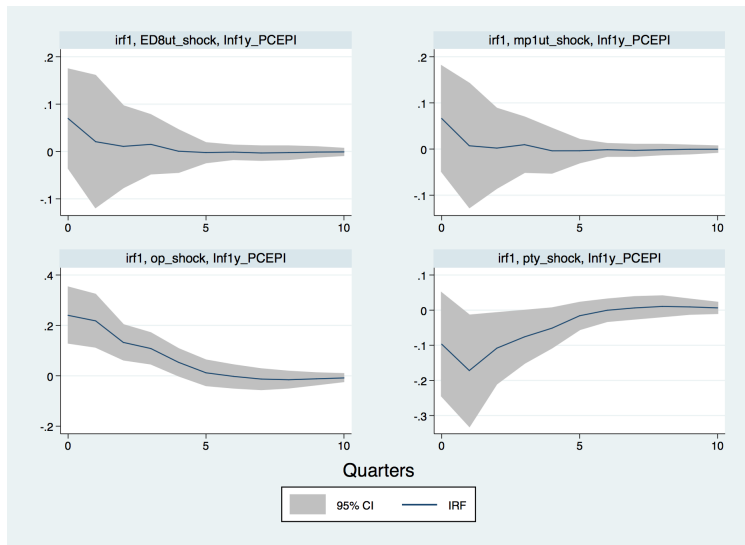 irf1, ED8ut_shock, Inf1y_PCEPI
.2
.1
0
-.1
0 5 10
irf1, mp1ut_shock, Inf1y_PCEPI
.2
.1
0
-.1
0 5 10
irf1, op_shock, Inf1y_PCEPI
.4
.2
0
-.2
0 5 10
irf1, pty_shock, Inf1y_PCEPI
.1
0
-.1
-.2
-.3
0 5 10
Quarters
95% CI IRF